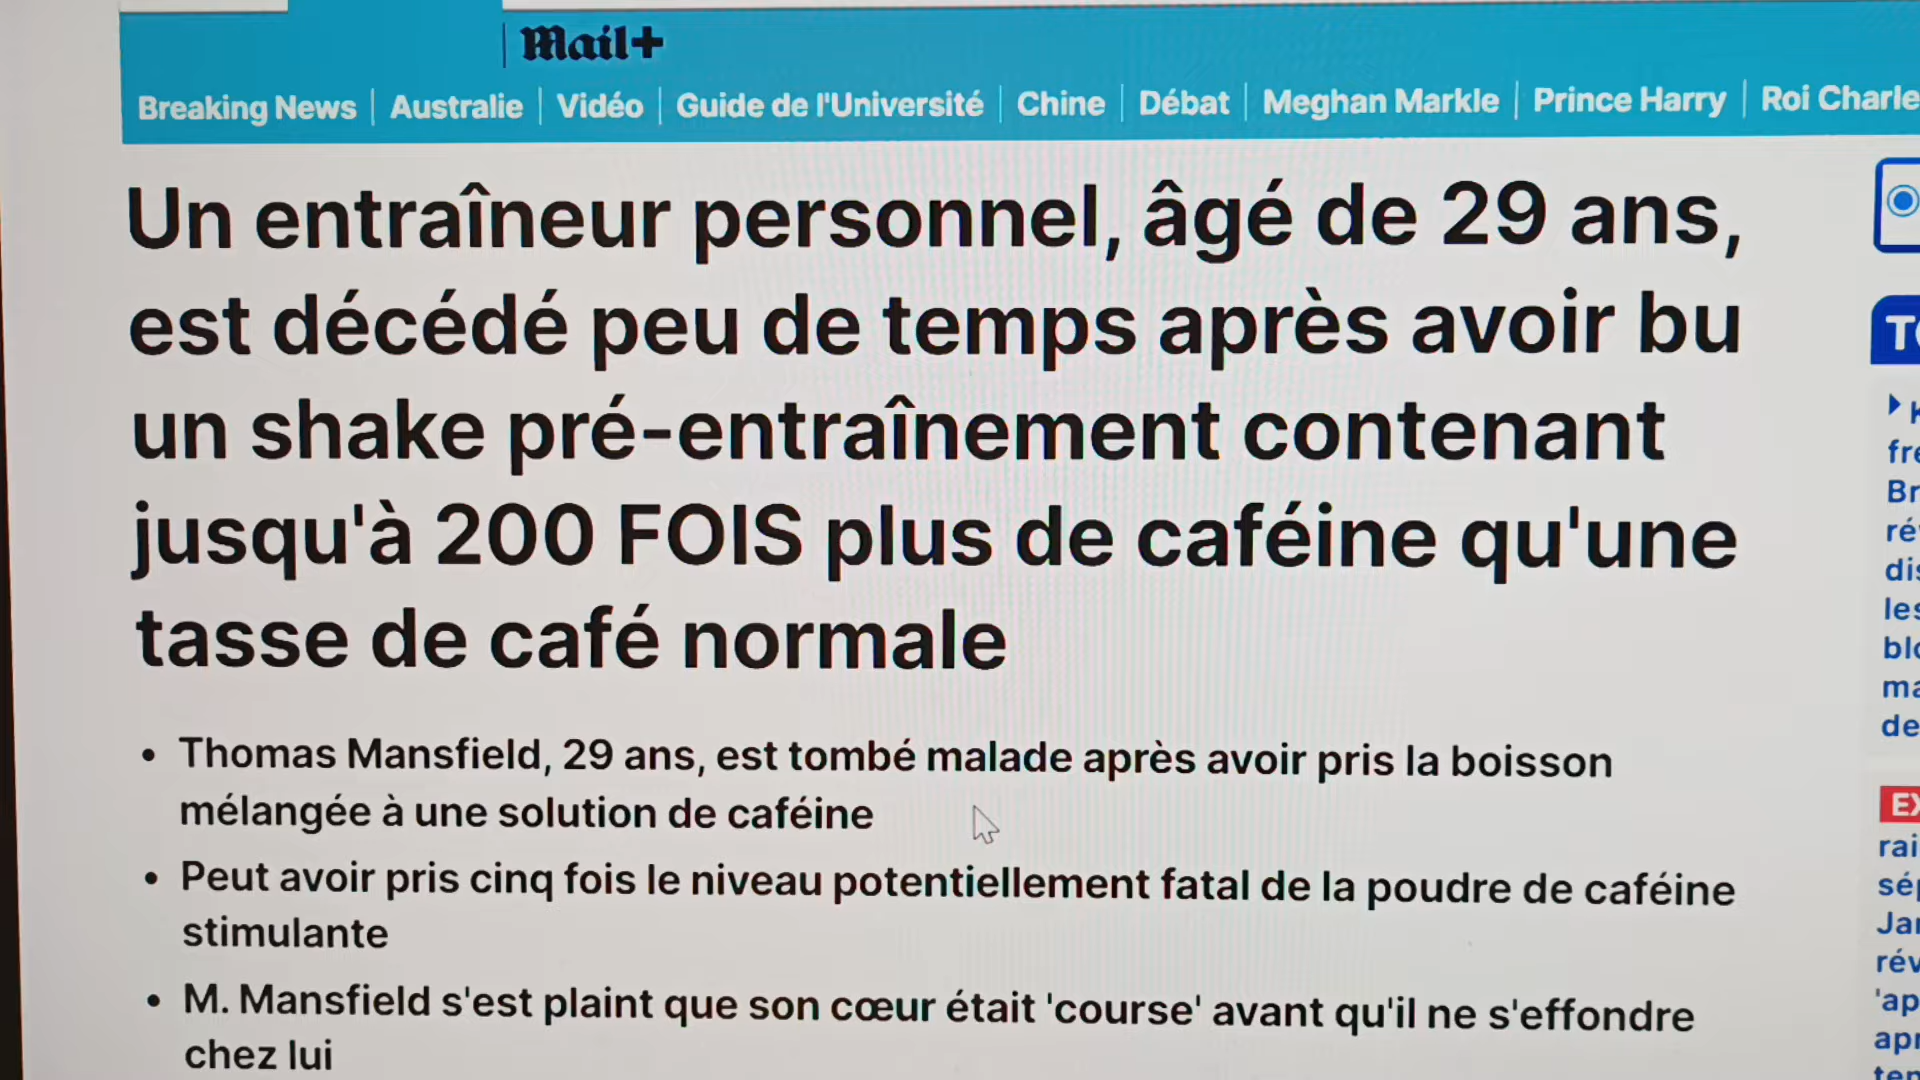 Mail+
Breaking News | Australie | Vidéo | Guide de l'Université | Chine | Débat | Meghan Markle | Prince Harry | Roi
Un entraîneur personnel, âgé de 29 ans,
est décédé peu de temps après avoir bu
un shake pré-entraînement contenant
jusqu'à 200 FOIS plus de caféine qu'une
tasse de café normale
• Thomas Mansfield, 29 ans, est tombé malade après avoir pris la boisson
mélangée à une solution de caféine
• Peut avoir pris cinq fois le niveau potentiellement fatal de la poudre de caféine
stimulante
• M. Mansfield s'est plaint que son cœur était 'course' avant qu'il ne s'effondre
chez lui